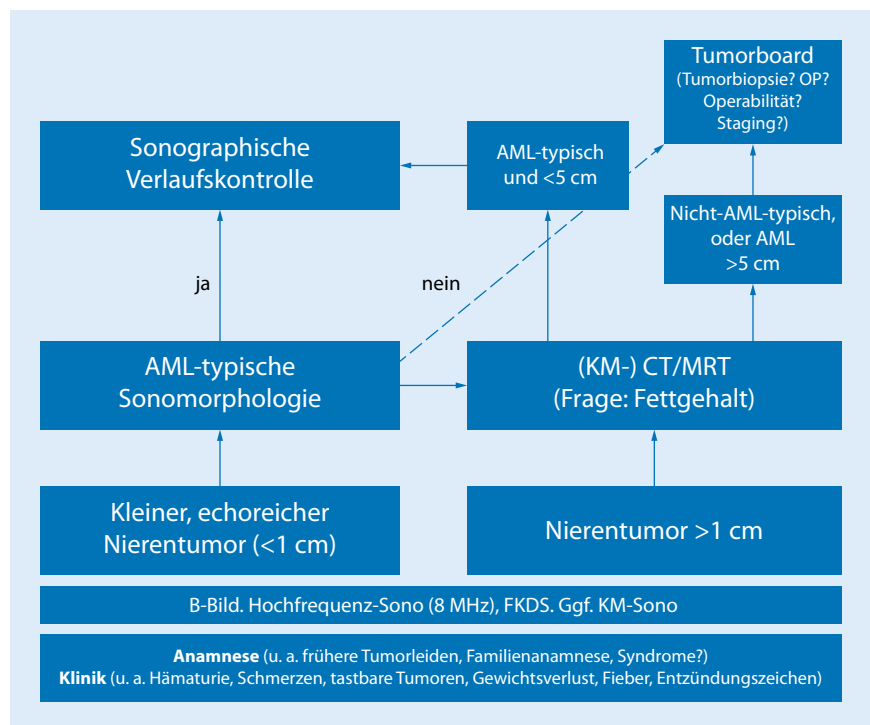 Tumorboard
(Tumorbiopsie? OP?
Operabilität?
Staging?)
Sonographische
Verlaufskontrolle
AML-typisch
und <5 cm
Nicht-AML-typisch,
oder AML
>5 cm
ja
nein
AML-typische
Sonomorphologie
(KM-) CT/MRT
(Frage: Fettgehalt)
Kleiner, echoreicher
Nierentumor (<1 cm)
Nierentumor >1 cm
B-Bild. Hochfrequenz-Sono (8 MHz), FKDS. Ggf. KM-Sono
Anamnese (u. a. frühere Tumorleiden, Familienanamnese, Syndrome?)
Klinik (u. a. Hämaturie, Schmerzen, tastbare Tumoren, Gewichtsverlust, Fieber, Entzündungszeichen)